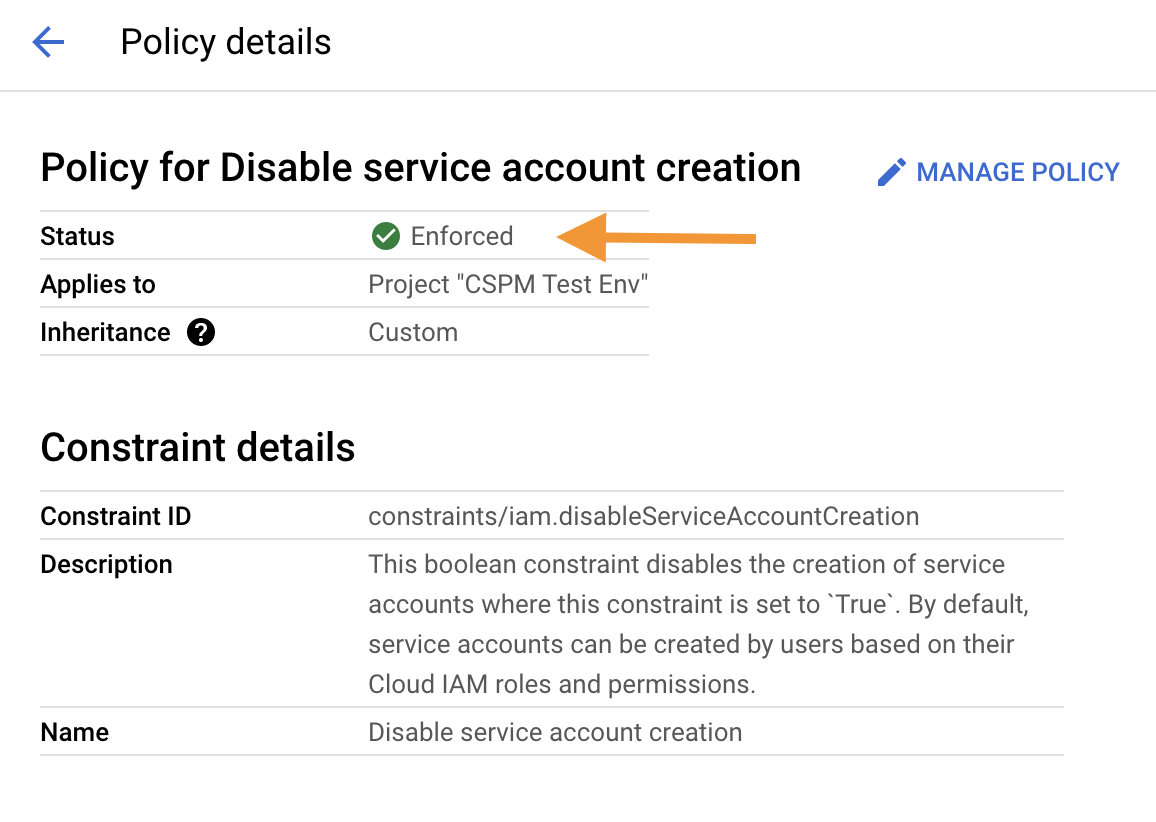 Policy details
Policy for Disable service account creation
MANAGE POLICY
Status
Enforced
Applies to
Project "CSPM Test Env"
Inheritance ?
Custom
Constraint details
Constraint ID
constraints/iam.disableServiceAccountCreation
Description
This boolean constraint disables the creation of service
accounts where this constraint is set to `True`. By default,
service accounts can be created by users based on their
Cloud IAM roles and permissions.
Name
Disable service account creation